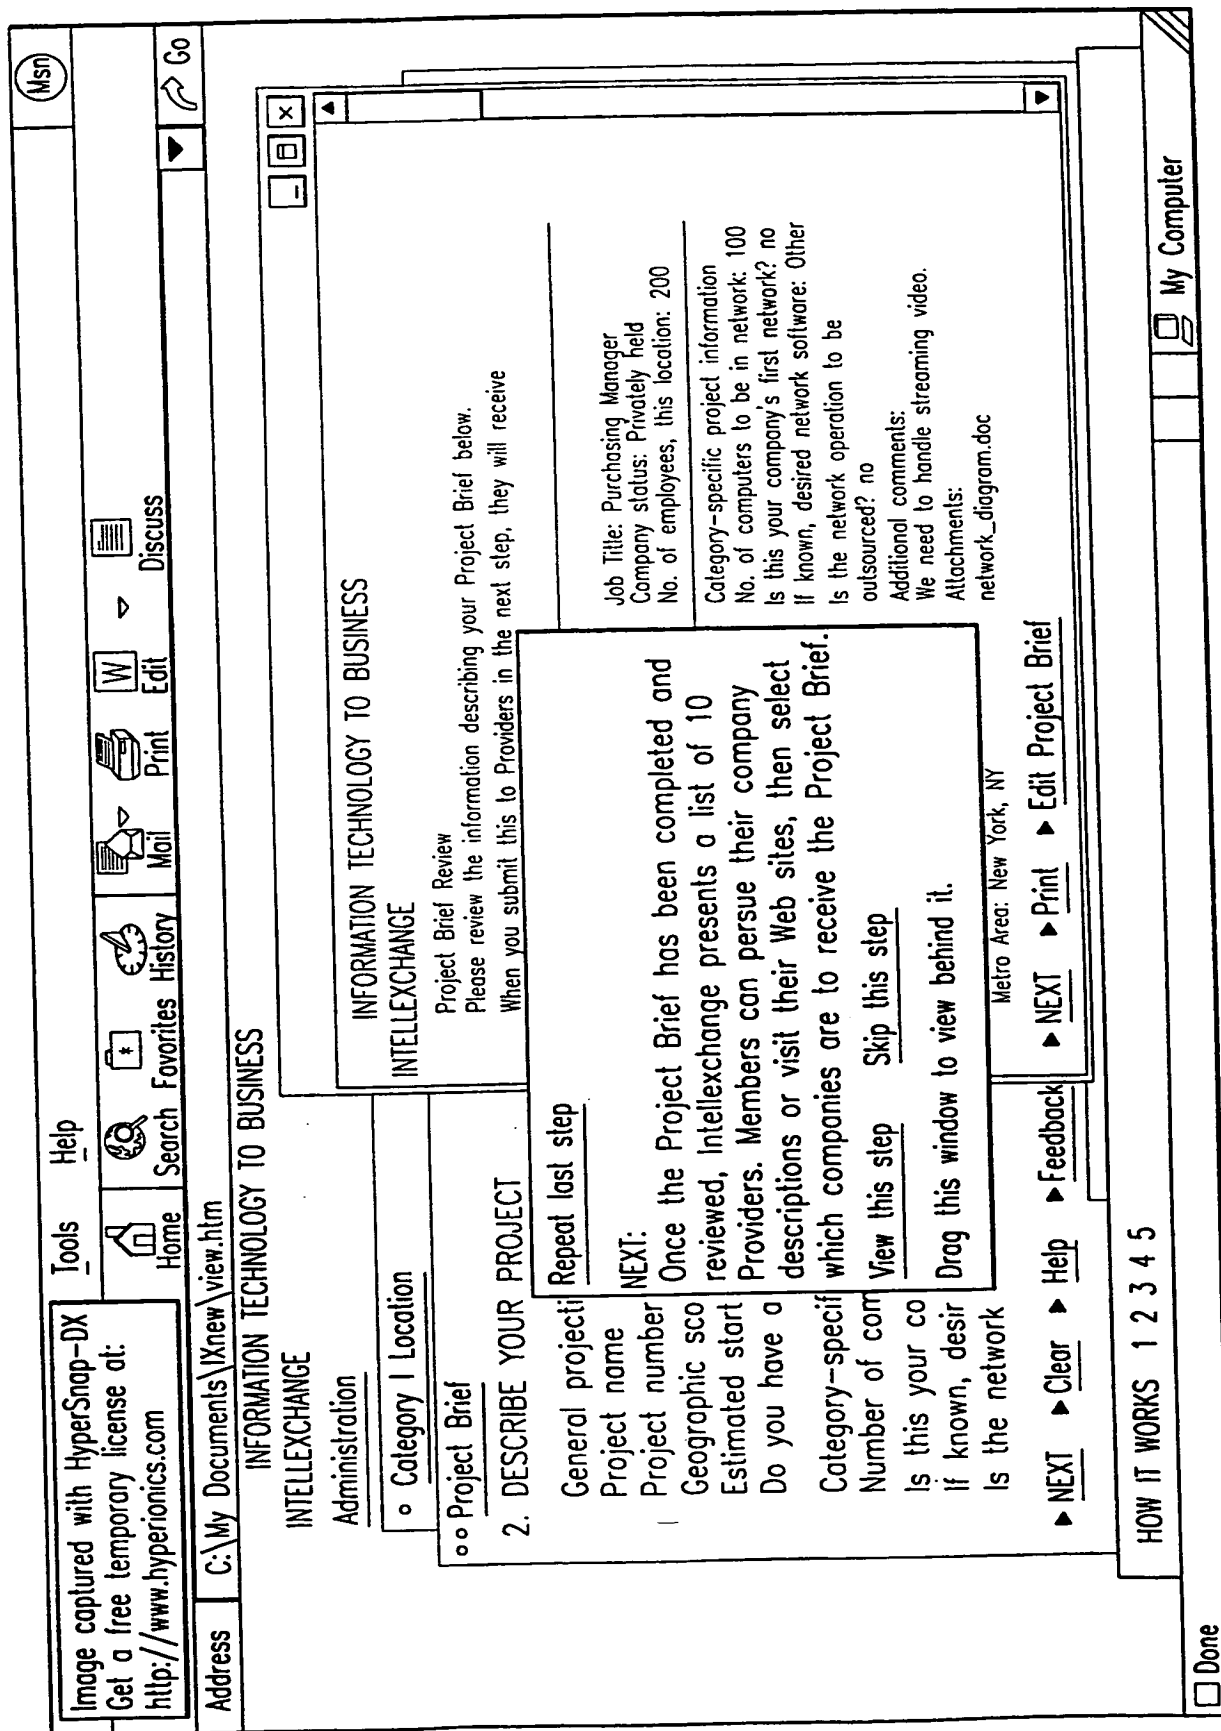 Image captured with HyperSnap-DX
Get a free temporary license at:
http://www.hyperionics.com
Tools
Help
Msn
Home
Search
Favorites
History
Mail
Print
W
Edit
Discuss
Address
C:\My Documents\IXnew\view.htm
Go
INFORMATION TECHNOLOGY TO BUSINESS
INTELLEXCHANGE
Administration
Category | Location
Project Brief
2. DESCRIBE YOUR PROJECT
General projecti
Project name
Project number
Geographic sco
Estimated start
Do you have a
Category-specif
Number of com
Is this your co
If known, desir
Is the network
NEXT
Clear
Help
Feedback
INFORMATION TECHNOLOGY TO BUSINESS
INTELLEXCHANGE
Project Brief Review
Please review the information describing your Project Brief below.
When you submit this to Providers in the next step, they will receive
Job Title: Purchasing Manager
Company status: Privately held
No. of employees, this location: 200
Category-specific project information
No. of computers to be in network: 100
Is this your company's first network? no
If known, desired network software: Other
Is the network operation to be
outsourced? no
Additional comments:
We need to handle streaming video.
Attachments:
network_diagram.doc
Metro Area: New York, NY
NEXT
Print
Edit Project Brief
Repeat last step
NEXT:
Once the Project Brief has been completed and
reviewed, Intellexchange presents a list of 10
Providers. Members can persue their company
descriptions or visit their Web sites, then select
which companies are to receive the Project Brief.
View this step
Skip this step
Drag this window to view behind it.
HOW IT WORKS 1 2 3 4 5
Done
My Computer